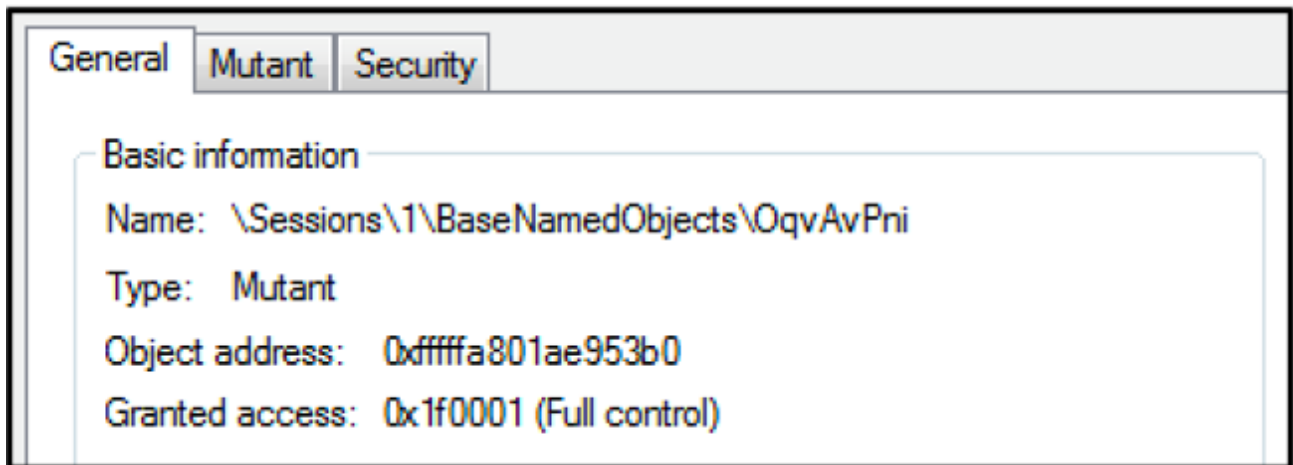 General Mutant Security
Basic information
Name: \Sessions\1\BaseNamedObjects\OqvAvPni
Type: Mutant
Object address: 0xfffffa801ae953b0
Granted access: 0x1f0001 (Full control)